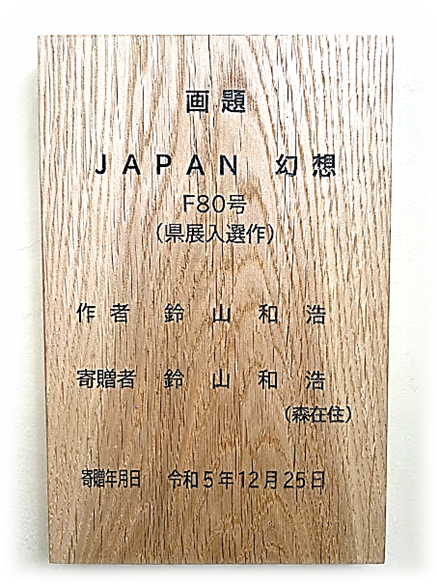 画題
JAPAN 幻想
F80号
(県展入選作)
作者 鈴山和浩
寄贈者 鈴山和浩
(森在住)
寄贈年月日 令和5年12月25日